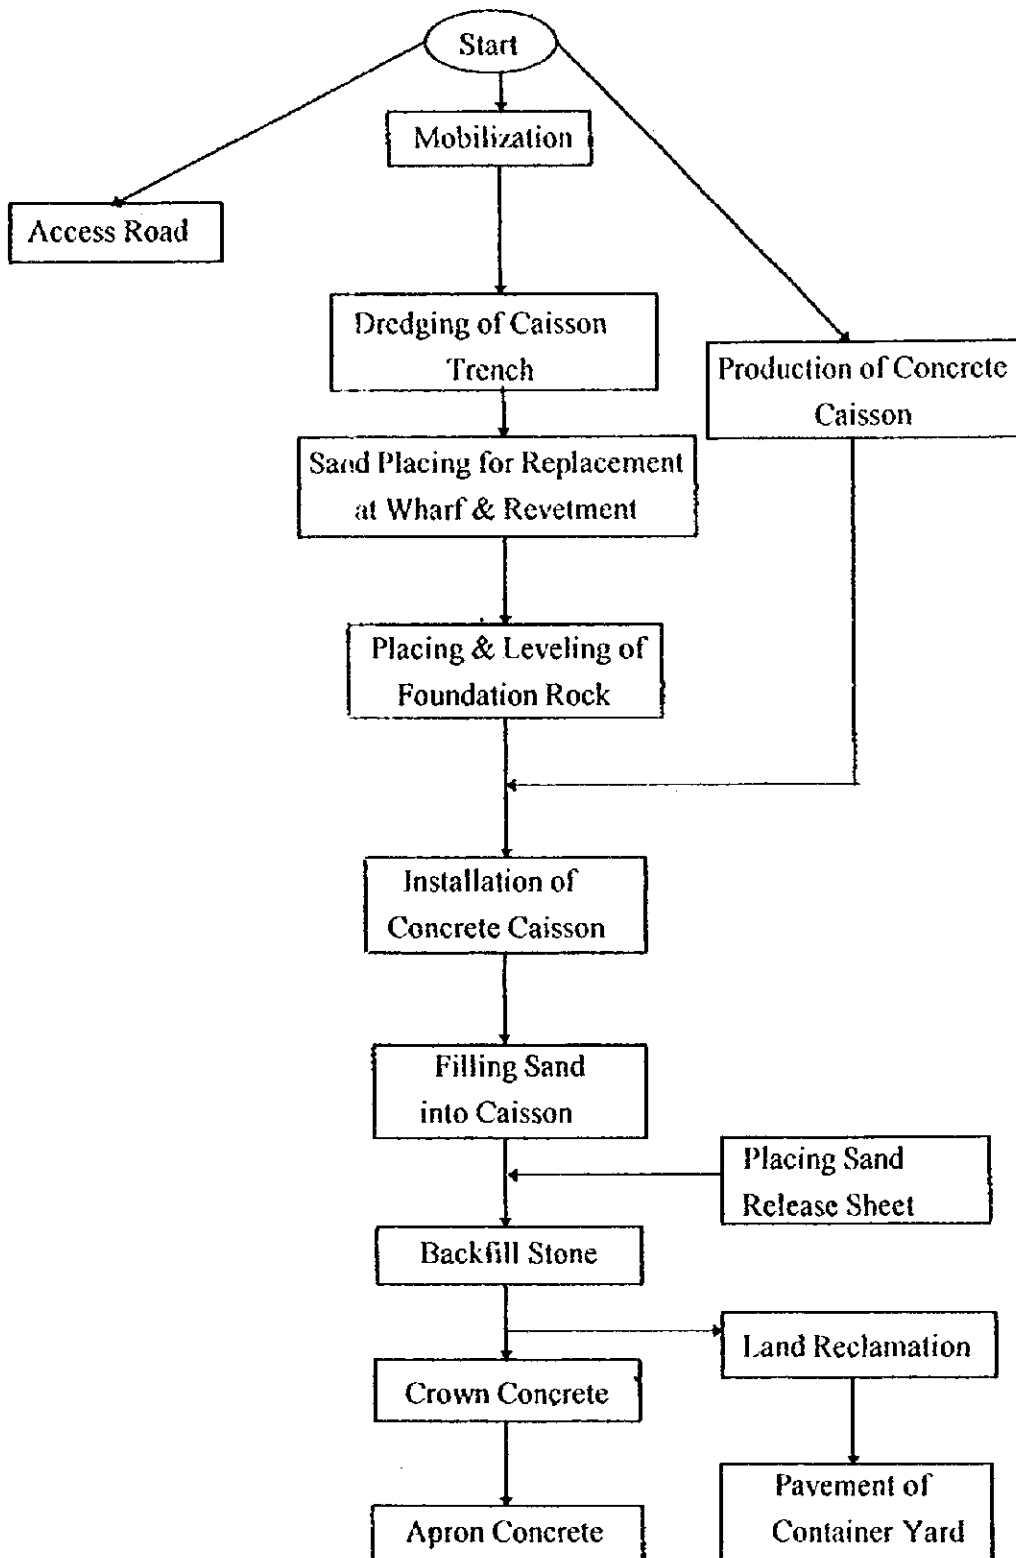 Start
Mobilization
Access Road
Dredging of Caisson
Trench
Production of Concrete
Caisson
Sand Placing for Replacement
at Wharf & Revetment
Placing & Leveling of
Foundation Rock
Installation of
Concrete Caisson
Filling Sand
into Caisson
Placing Sand
Release Sheet
Backfill Stone
Land Reclamation
Crown Concrete
Pavement of
Container Yard
Apron Concrete